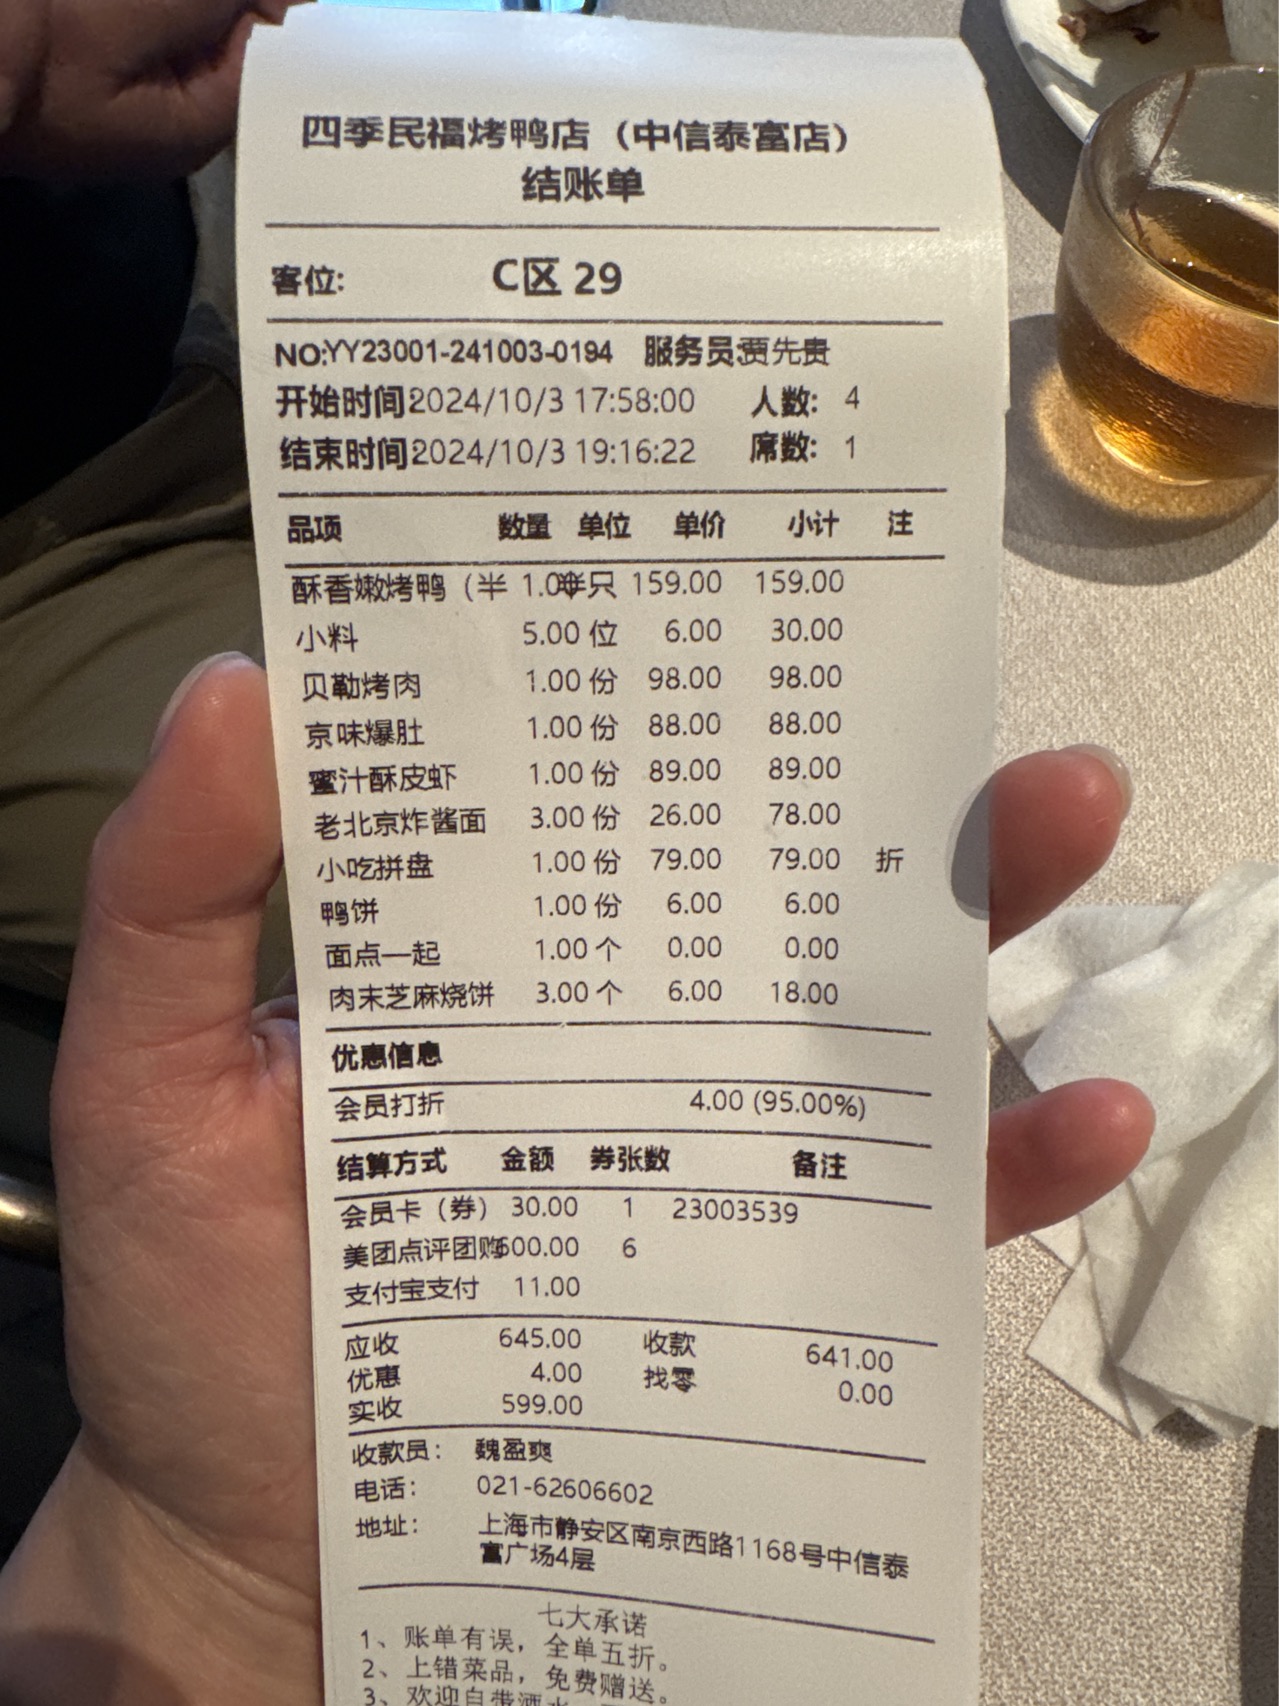 四季民福烤鸭店（中信泰富店）
结账单
客位: C区 29
NO:YY23001-241003-0194 服务员:贾先贵
开始时间2024/10/3 17:58:00 人数: 4
结束时间2024/10/3 19:16:22 席数: 1
品项 数量 单位 单价 小计 注
酥香嫩烤鸭（半 1.00半只 159.00 159.00
小料 5.00 位 6.00 30.00
贝勒烤肉 1.00 份 98.00 98.00
京味爆肚 1.00 份 88.00 88.00
蜜汁酥皮虾 1.00 份 89.00 89.00
老北京炸酱面 3.00 份 26.00 78.00
小吃拼盘 1.00 份 79.00 79.00 折
鸭饼 1.00 份 6.00 6.00
面点一起 1.00 个 0.00 0.00
肉末芝麻烧饼 3.00 个 6.00 18.00
优惠信息
会员打折 4.00 (95.00%)
结算方式 金额 券张数 备注
会员卡（券） 30.00 1 23003539
美团点评团购600.00 6
支付宝支付 11.00
应收 645.00 收款 641.00
优惠 4.00 找零 0.00
实收 599.00
收款员: 魏盈爽
电话: 021-62606602
地址: 上海市静安区南京西路1168号中信泰
富广场4层
七大承诺
1、账单有误，全单五折。
2、上错菜品，免费赠送。
3、欢迎自带酒水